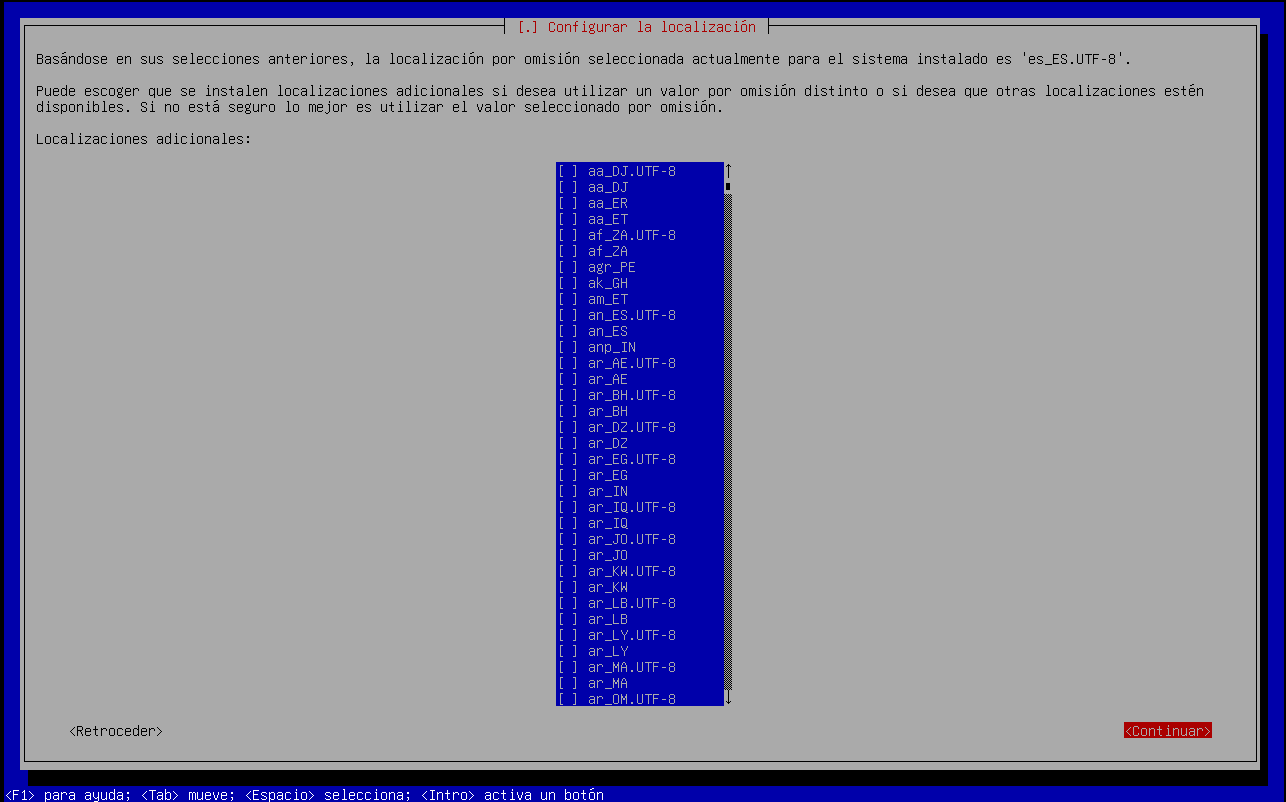 [.] Configurar la localización
Basándose en sus selecciones anteriores, la localización por omisión seleccionada actualmente para el sistema instalado es 'es_ES.UTF-8'.
Puede escoger que se instalen localizaciones adicionales si desea utilizar un valor por omisión distinto o si desea que otras localizaciones estén
disponibles. Si no está seguro lo mejor es utilizar el valor seleccionado por omisión.
Localizaciones adicionales:
[ ] aa_DJ.UTF-8
[ ] aa_DJ
[ ] aa_ER
[ ] aa_ET
[ ] af_ZA.UTF-8
[ ] af_ZA
[ ] agr_PE
[ ] ak_GH
[ ] am_ET
[ ] an_ES.UTF-8
[ ] an_ES
[ ] anp_IN
[ ] ar_AE.UTF-8
[ ] ar_AE
[ ] ar_BH.UTF-8
[ ] ar_BH
[ ] ar_DZ.UTF-8
[ ] ar_DZ
[ ] ar_EG.UTF-8
[ ] ar_EG
[ ] ar_IN
[ ] ar_IQ.UTF-8
[ ] ar_IQ
[ ] ar_JO.UTF-8
[ ] ar_JO
[ ] ar_KW.UTF-8
[ ] ar_KW
[ ] ar_LB.UTF-8
[ ] ar_LB
[ ] ar_LY.UTF-8
[ ] ar_LY
[ ] ar_MA.UTF-8
[ ] ar_MA
[ ] ar_OM.UTF-8
<Retroceder> <Continuar>
<F1> para ayuda; <Tab> mueve; <Espacio> selecciona; <Intro> activa un botón